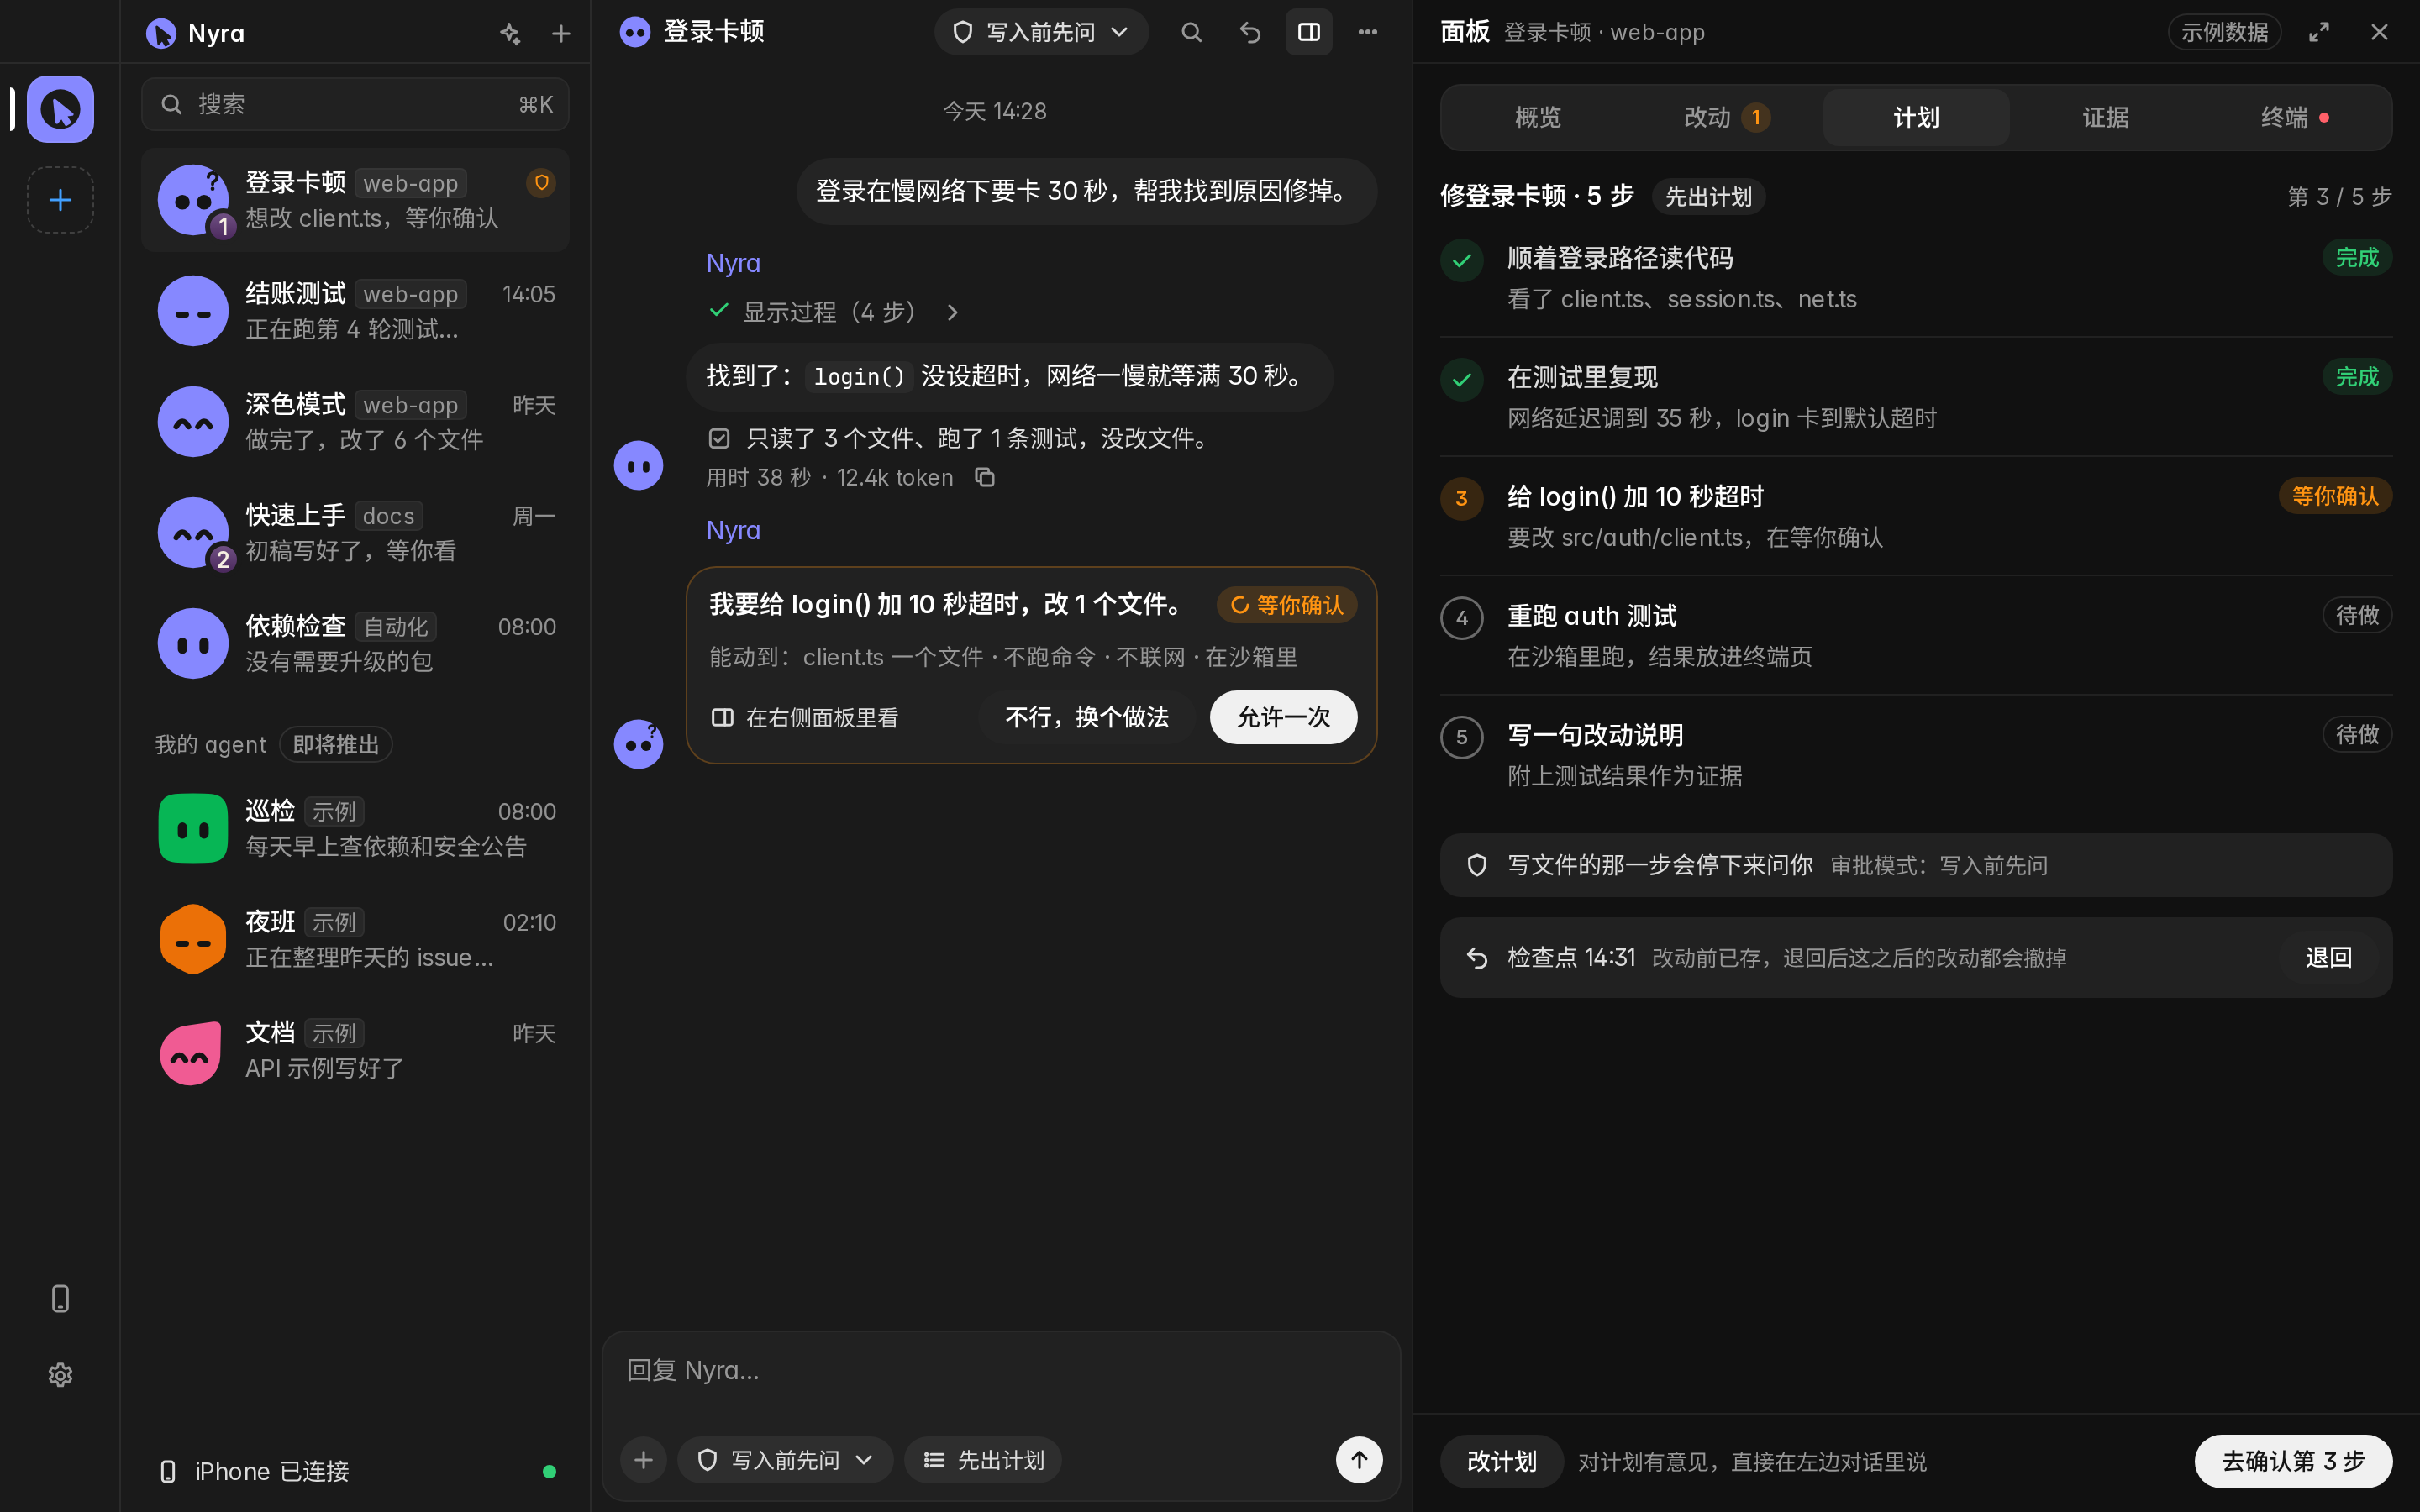 Nyra
搜索 ⌘K
登录卡顿 web-app
想改 client.ts，等你确认
1
结账测试 web-app 14:05
正在跑第 4 轮测试...
深色模式 web-app 昨天
做完了，改了 6 个文件
快速上手 docs 周一
初稿写好了，等你看
2
依赖检查 自动化 08:00
没有需要升级的包
我的 agent 即将推出
巡检 示例 08:00
每天早上查依赖和安全公告
夜班 示例 02:10
正在整理昨天的 issue...
文档 示例 昨天
API 示例写好了
iPhone 已连接
登录卡顿 写入前先问
今天 14:28
登录在慢网络下要卡 30 秒，帮我找到原因修掉。
Nyra
显示过程（4 步）
找到了：login() 没设超时，网络一慢就等满 30 秒。
只读了 3 个文件、跑了 1 条测试，没改文件。
用时 38 秒 · 12.4k token
Nyra
我要给 login() 加 10 秒超时，改 1 个文件。 等你确认
能动到：client.ts 一个文件 · 不跑命令 · 不联网 · 在沙箱里
在右侧面板里看 不行，换个做法 允许一次
回复 Nyra...
写入前先问 先出计划
面板 登录卡顿 · web-app 示例数据
概览 改动 1 计划 证据 终端
修登录卡顿 · 5 步 先出计划 第 3 / 5 步
顺着登录路径读代码 完成
看了 client.ts、session.ts、net.ts
在测试里复现 完成
网络延迟调到 35 秒，login 卡到默认超时
3 给 login() 加 10 秒超时 等你确认
要改 src/auth/client.ts，在等你确认
4 重跑 auth 测试 待做
在沙箱里跑，结果放进终端页
5 写一句改动说明 待做
附上测试结果作为证据
写文件的那一步会停下来问你 审批模式：写入前先问
检查点 14:31 改动前已存，退回后这之后的改动都会撤掉 退回
改计划 对计划有意见，直接在左边对话里说 去确认第 3 步